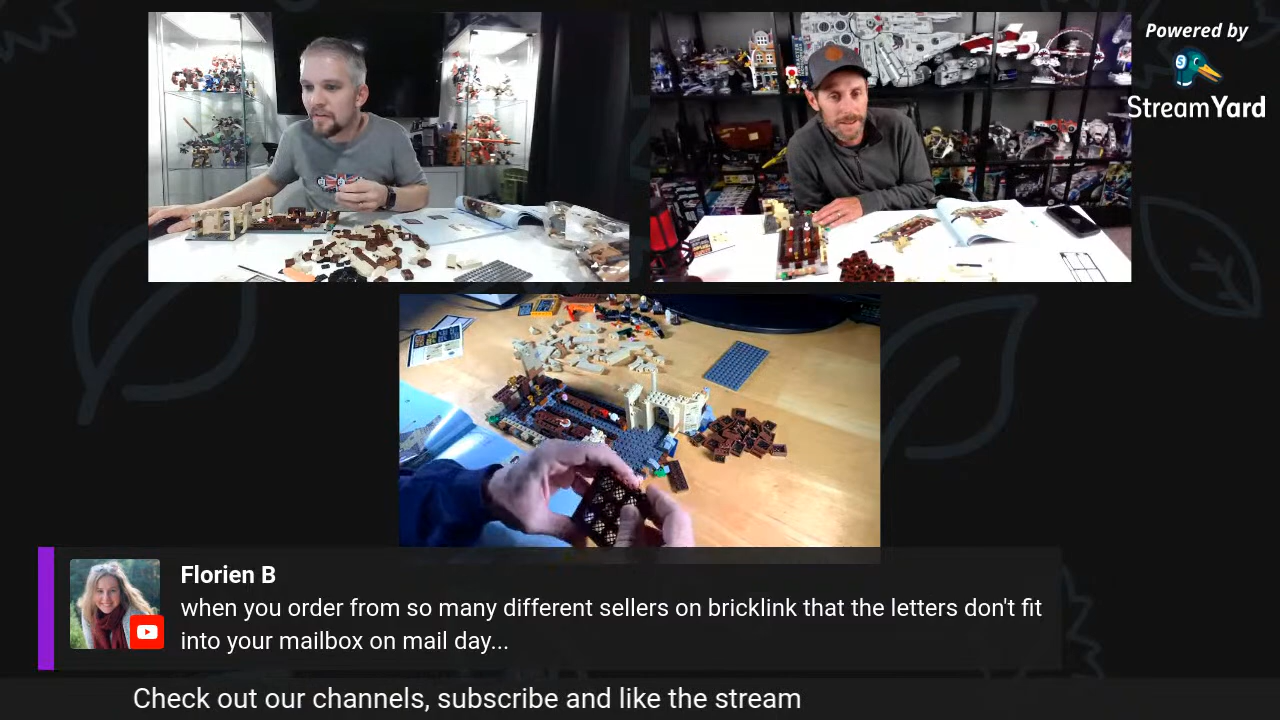 Powered by
StreamYard
Florien B
when you order from so many different sellers on bricklink that the letters don't fit
into your mailbox on mail day...
Check out our channels, subscribe and like the stream